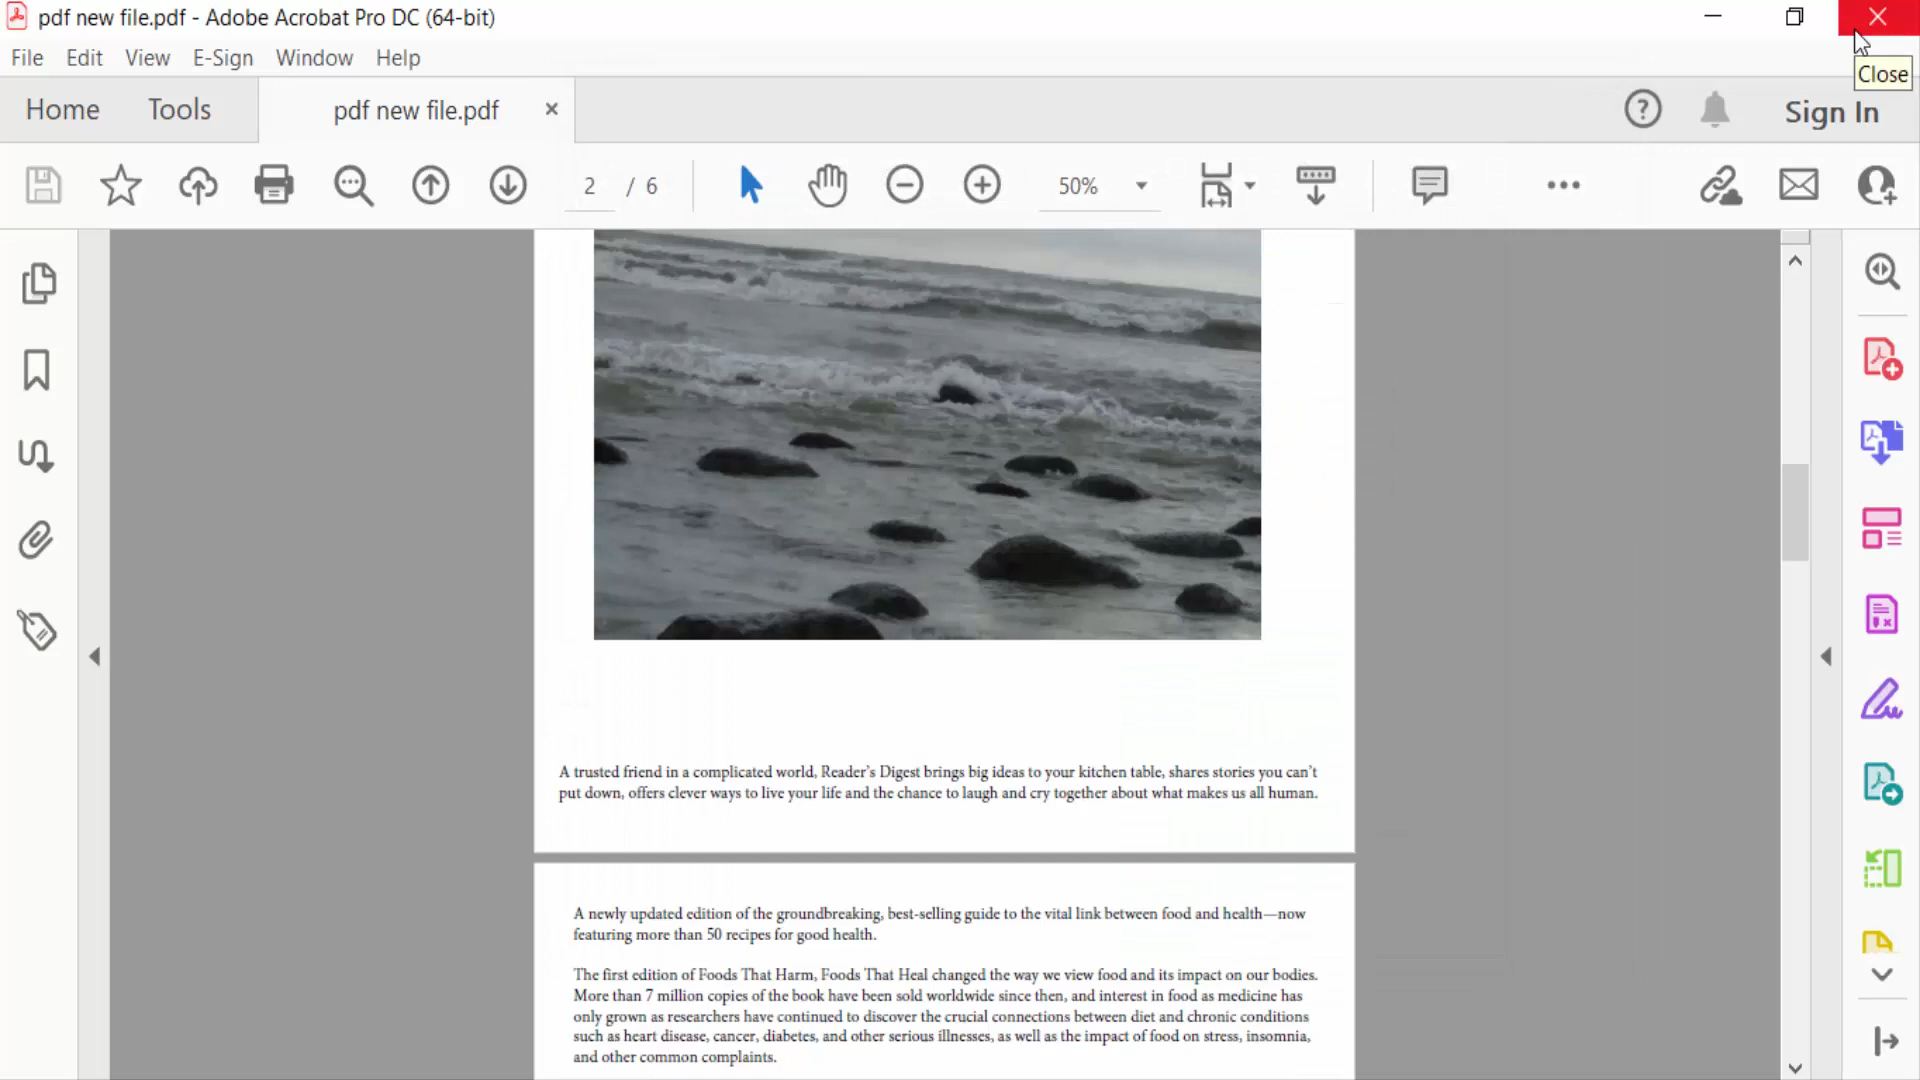 pdf new file.pdf - Adobe Acrobat Pro DC (64-bit)
File Edit View E-Sign Window Help
Close
Home Tools pdf new file.pdf × Sign In
2 / 6 50%
A trusted friend in a complicated world, Reader's Digest brings big ideas to your kitchen table, shares stories you can't
put down, offers clever ways to live your life and the chance to laugh and cry together about what makes us all human.
A newly updated edition of the groundbreaking, best-selling guide to the vital link between food and health—now
featuring more than 50 recipes for good health.
The first edition of Foods That Harm, Foods That Heal changed the way we view food and its impact on our bodies.
More than 7 million copies of the book have been sold worldwide since then, and interest in food as medicine has
only grown as researchers have continued to discover the crucial connections between diet and chronic conditions
such as heart disease, cancer, diabetes, and other serious illnesses, as well as the impact of food on stress, insomnia,
and other common complaints.